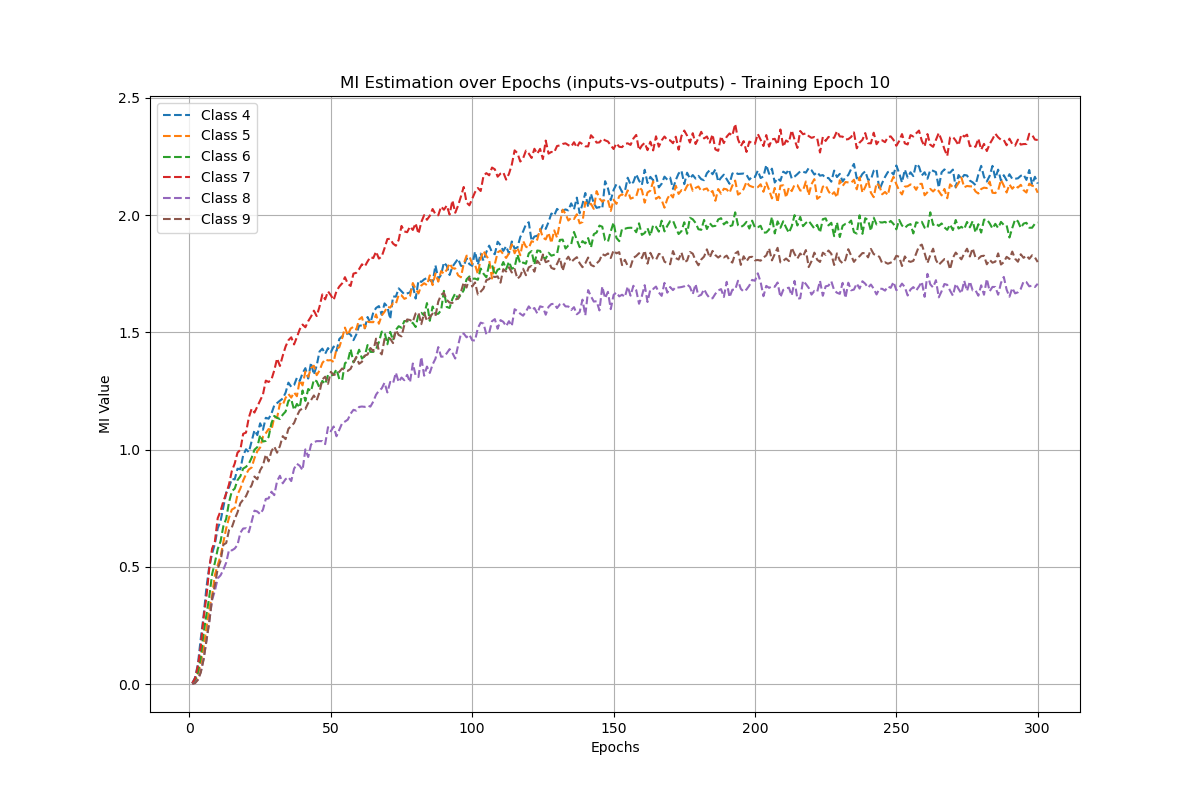 MI Estimation over Epochs (inputs-vs-outputs) - Training Epoch 10
2.5
2.0
1.5
1.0
0.5
0.0
MI Value
Class 4
Class 5
Class 6
Class 7
Class 8
Class 9
0 50 100 150 200 250 300
Epochs